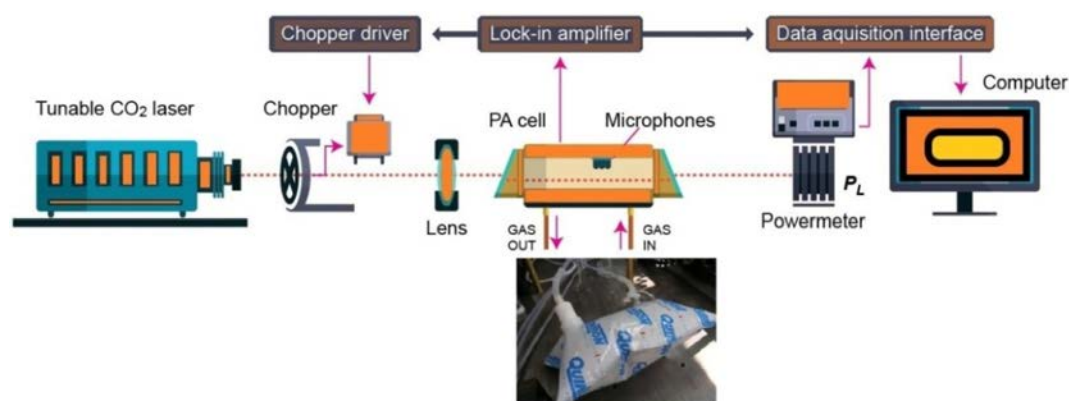 Chopper driver
Lock-in amplifier
Data aquisition interface
Computer
Tunable CO₂ laser
Chopper
PA cell
Microphones
Lens
P_L
Powermeter
GAS
OUT
GAS
IN